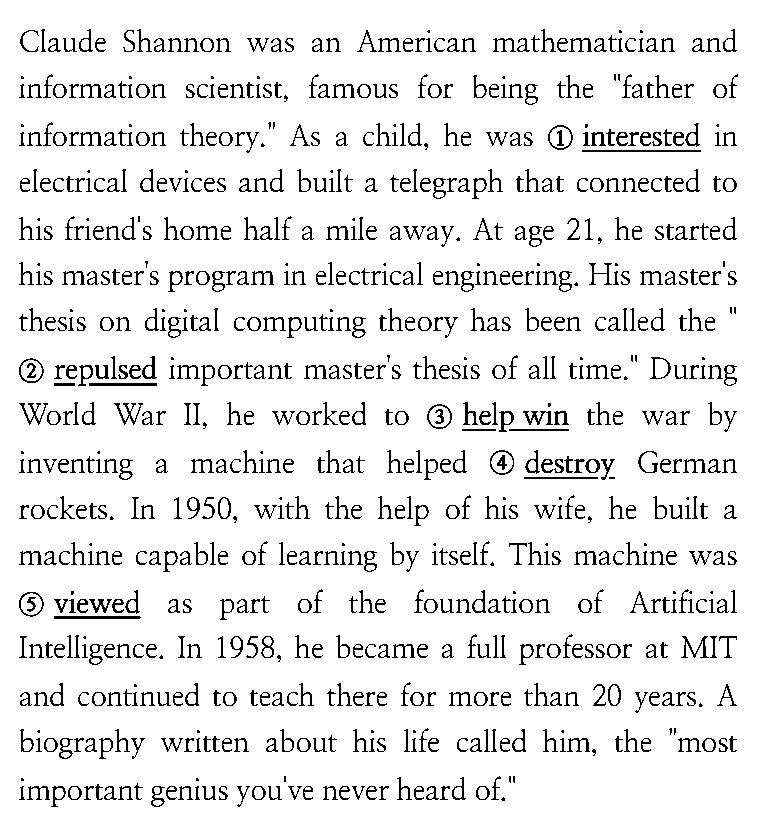 Claude Shannon was an American mathematician and
information scientist, famous for being the "father of
information theory." As a child, he was ① interested in
electrical devices and built a telegraph that connected to
his friend's home half a mile away. At age 21, he started
his master's program in electrical engineering. His master's
thesis on digital computing theory has been called the "
② repulsed important master's thesis of all time." During
World War II, he worked to ③ help win the war by
inventing a machine that helped ④ destroy German
rockets. In 1950, with the help of his wife, he built a
machine capable of learning by itself. This machine was
⑤ viewed as part of the foundation of Artificial
Intelligence. In 1958, he became a full professor at MIT
and continued to teach there for more than 20 years. A
biography written about his life called him, the "most
important genius you've never heard of."